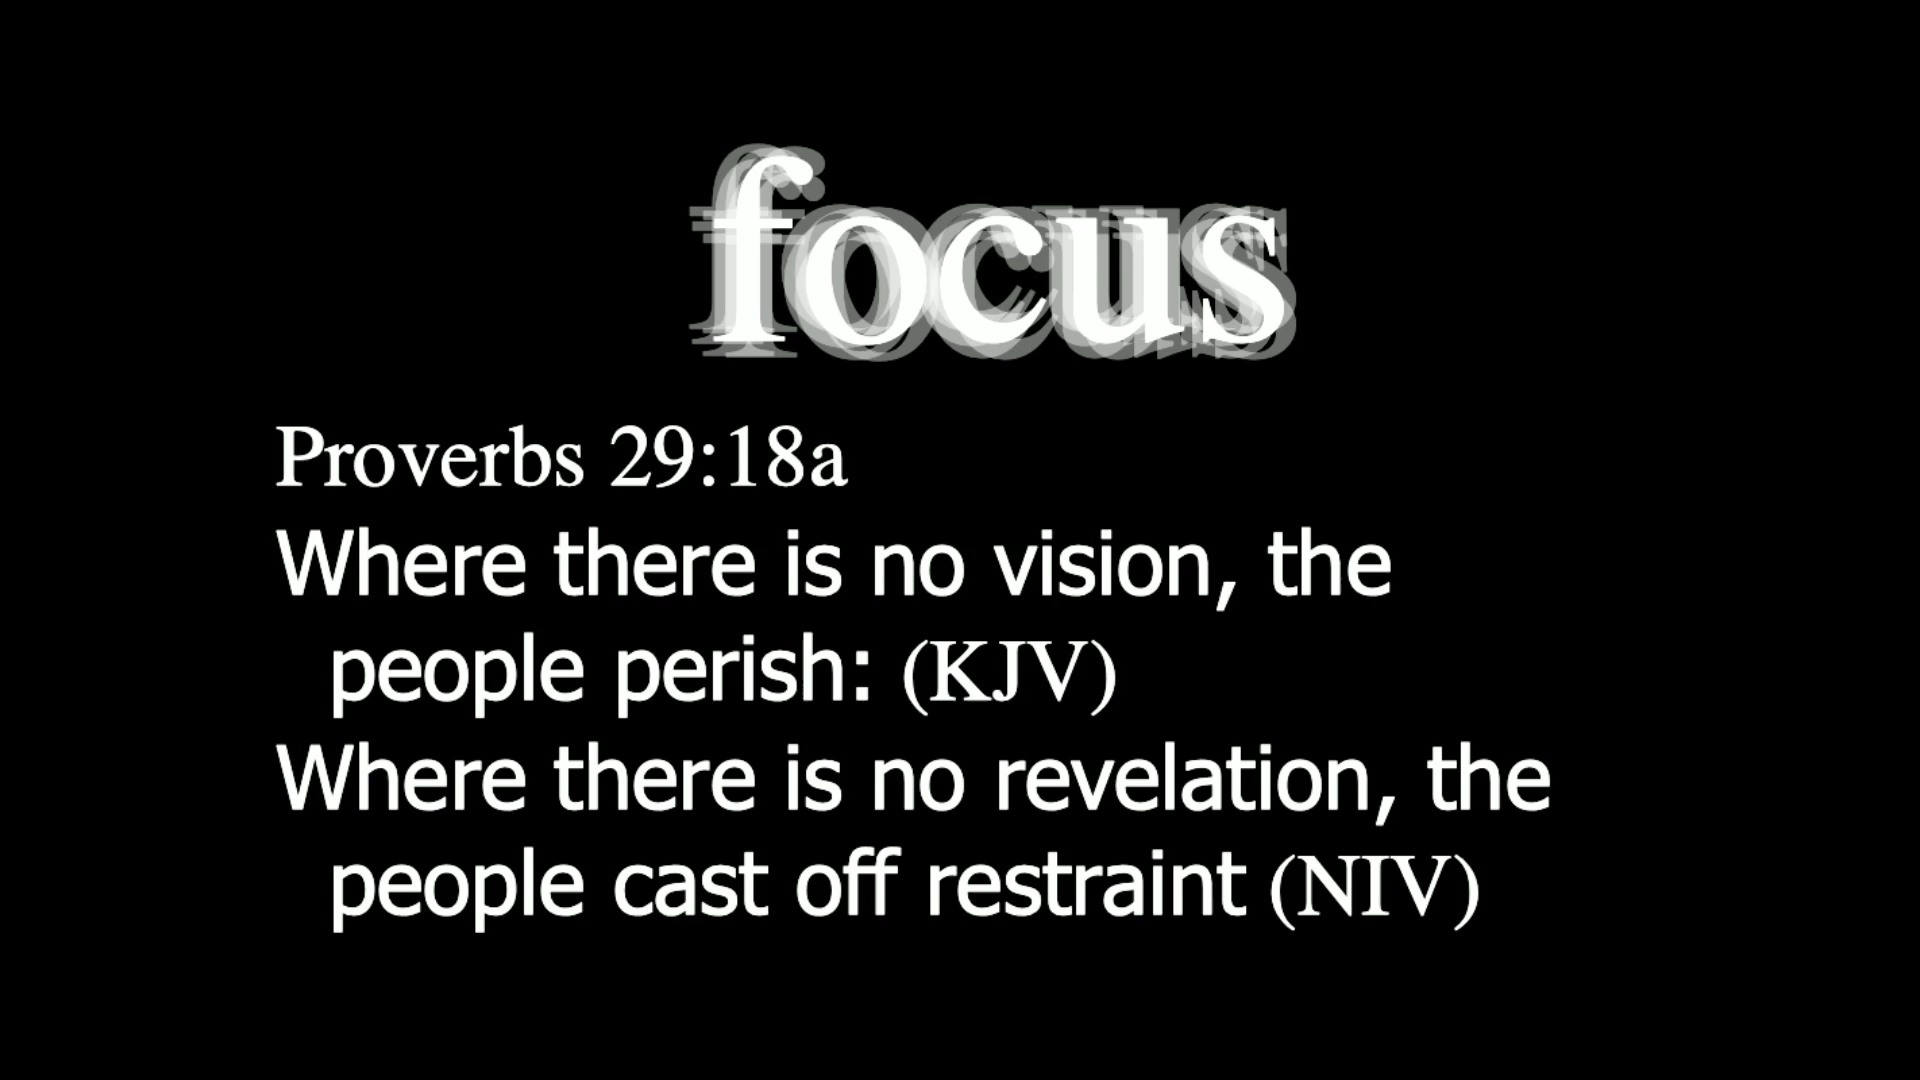 focus
Proverbs 29:18a
Where there is no vision, the
people perish: (KJV)
Where there is no revelation, the
people cast off restraint (NIV)